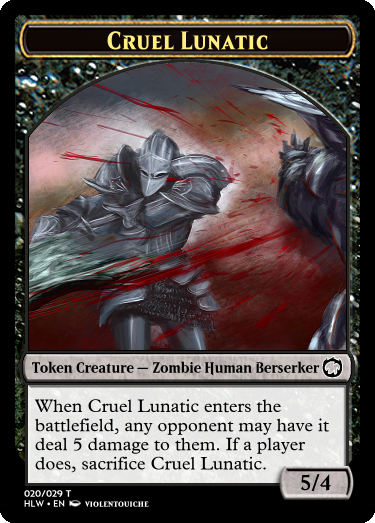 CRUEL LUNATIC
Token Creature — Zombie Human Berserker
When Cruel Lunatic enters the
battlefield, any opponent may have it
deal 5 damage to them. If a player
does, sacrifice Cruel Lunatic.
5/4
020/029 T
HLW • EN VIOLENTOUICHE